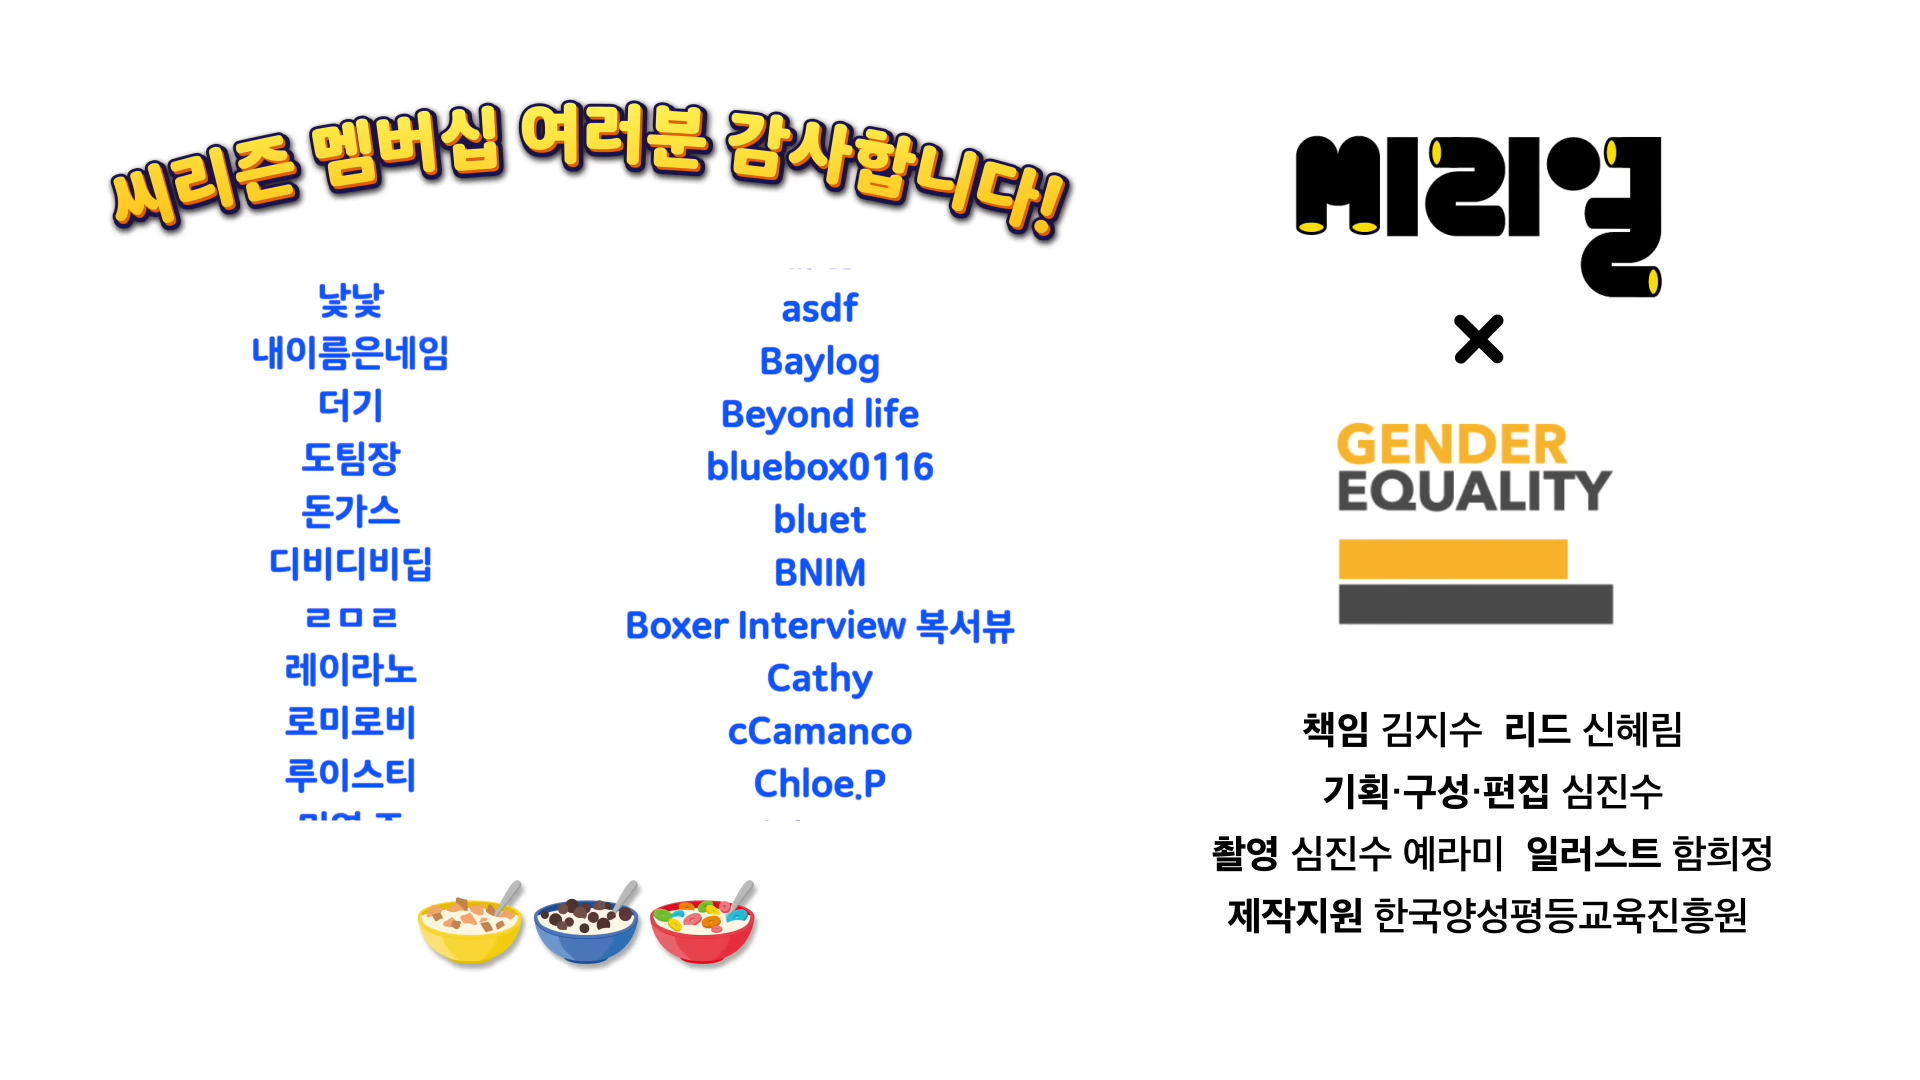 씨리즌 멤버십 여러분 감사합니다!
낮낮
내이름은네임
더기
도팀장
돈가스
디비디비딥
ㄹㅁㄹ
레이라노
로미로비
루이스티
asdf
Baylog
Beyond life
bluebox0116
bluet
BNIM
Boxer Interview 복서뷰
Cathy
cCamanco
Chloe.P
씨리얼
×
GENDER
EQUALITY
책임 김지수 리드 신혜림
기획·구성·편집 심진수
촬영 심진수 예라미 일러스트 함희정
제작지원 한국양성평등교육진흥원